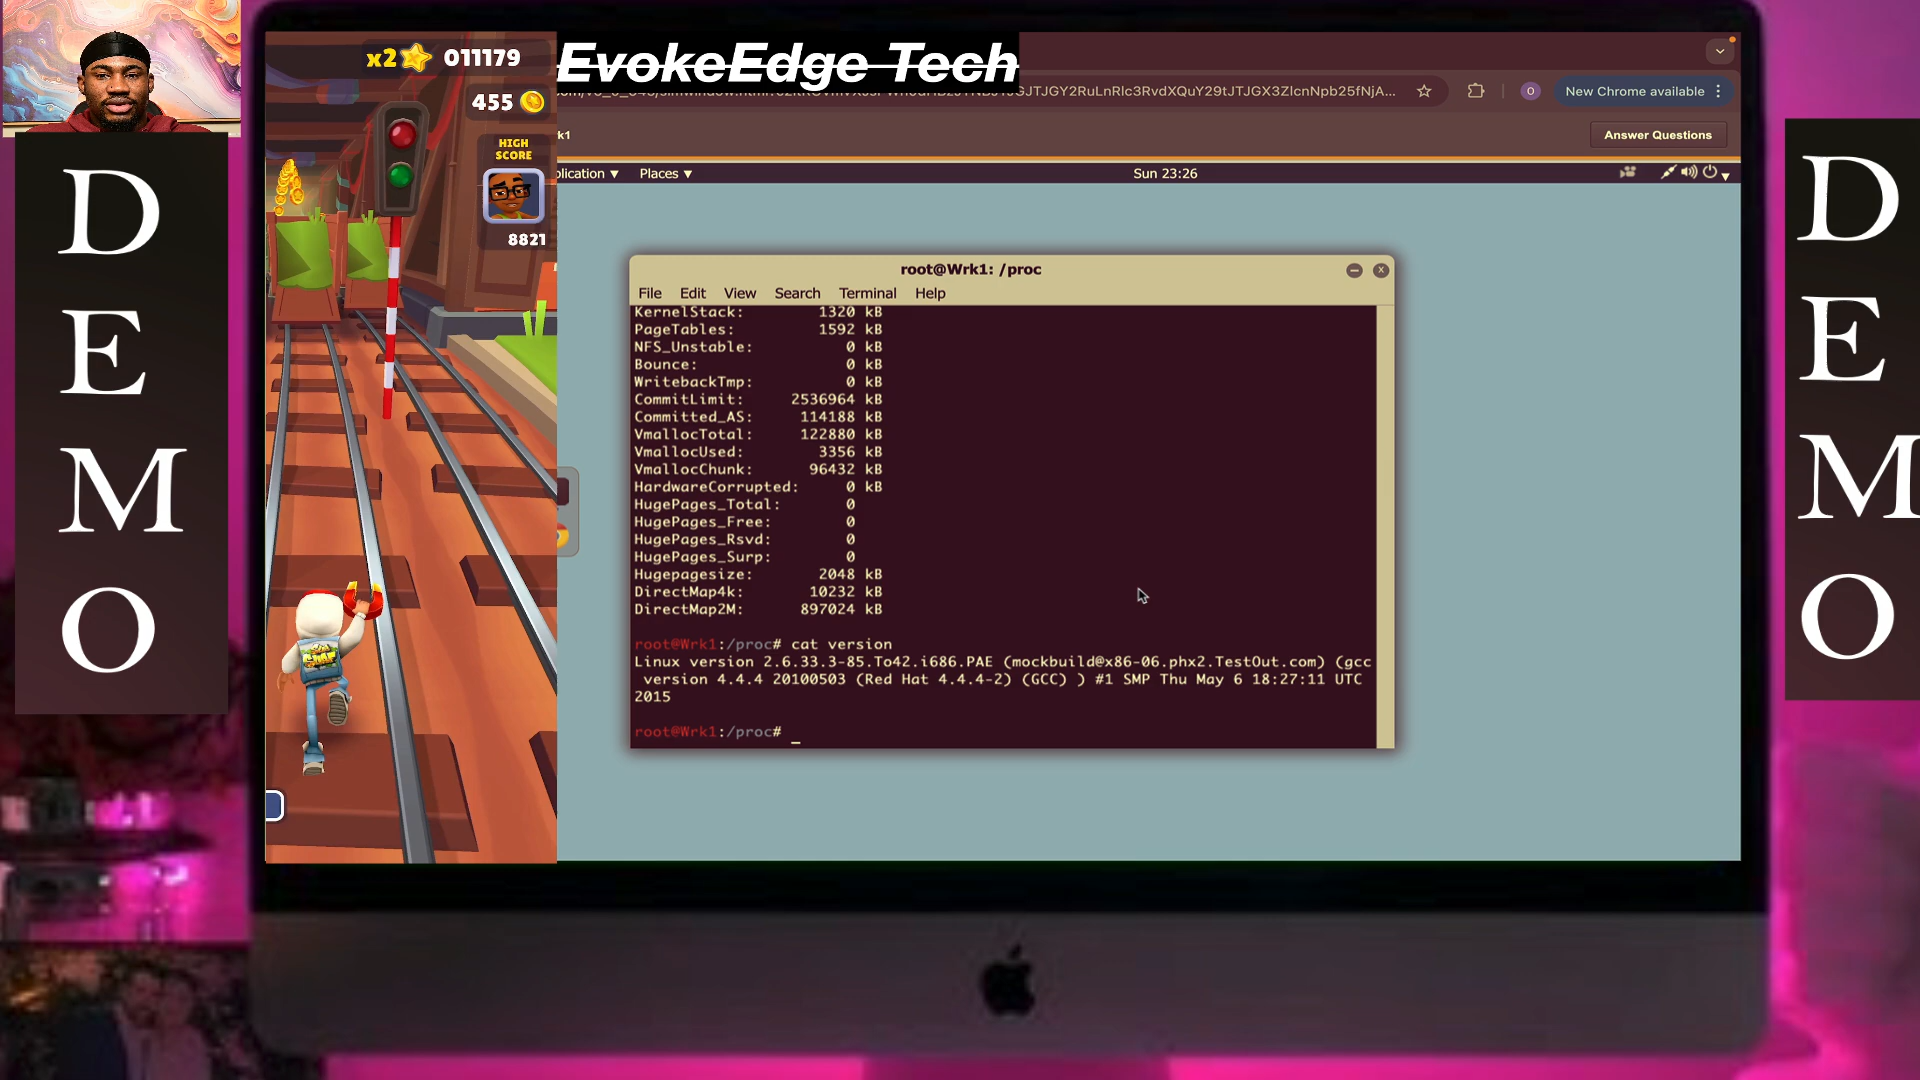 x2 011179
455
HIGH
SCORE
8821
EvokeEdge Tech
New Chrome available
k1
Answer Questions
plication ▼ Places ▼ Sun 23:26
root@Wrk1: /proc
File Edit View Search Terminal Help
KernelStack: 1320 kB
PageTables: 1592 kB
NFS_Unstable: 0 kB
Bounce: 0 kB
WritebackTmp: 0 kB
CommitLimit: 2536964 kB
Committed_AS: 114188 kB
VmallocTotal: 122880 kB
VmallocUsed: 3356 kB
VmallocChunk: 96432 kB
HardwareCorrupted: 0 kB
HugePages_Total: 0
HugePages_Free: 0
HugePages_Rsvd: 0
HugePages_Surp: 0
Hugepagesize: 2048 kB
DirectMap4k: 10232 kB
DirectMap2M: 897024 kB
root@Wrk1:/proc# cat version
Linux version 2.6.33.3-85.To42.i686.PAE (mockbuild@x86-06.phx2.TestOut.com) (gcc
version 4.4.4 20100503 (Red Hat 4.4.4-2) (GCC) ) #1 SMP Thu May 6 18:27:11 UTC
2015
root@Wrk1:/proc# _
DEMO
DEMO